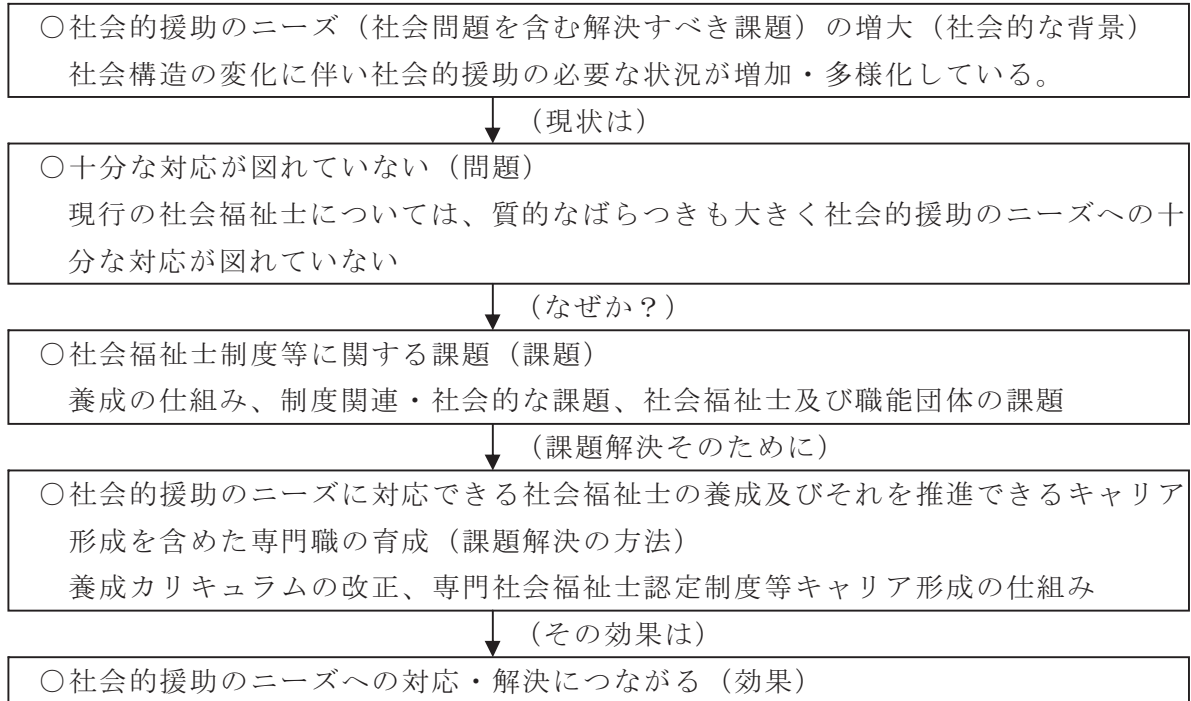 ○社会的援助のニーズ（社会問題を含む解決すべき課題）の増大（社会的な背景）
社会構造の変化に伴い社会的援助の必要な状況が増加・多様化している。
（現状は）
○十分な対応が図れていない（問題）
現行の社会福祉士については、質的なばらつきも大きく社会的援助のニーズへの十
分な対応が図れていない
（なぜか？）
○社会福祉士制度等に関する課題（課題）
養成の仕組み、制度関連・社会的な課題、社会福祉士及び職能団体の課題
（課題解決そのために）
○社会的援助のニーズに対応できる社会福祉士の養成及びそれを推進できるキャリア
形成を含めた専門職の育成（課題解決の方法）
養成カリキュラムの改正、専門社会福祉士認定制度等キャリア形成の仕組み
（その効果は）
○社会的援助のニーズへの対応・解決につながる（効果）